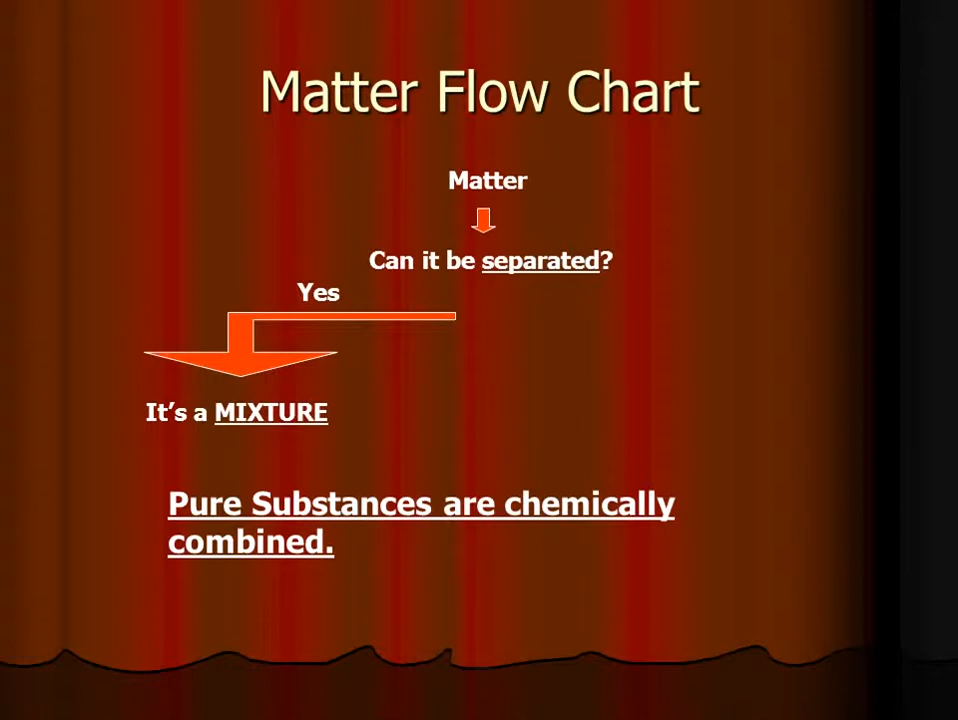 Matter Flow Chart
Matter
Can it be separated?
Yes
It’s a MIXTURE
Pure Substances are chemically
combined.